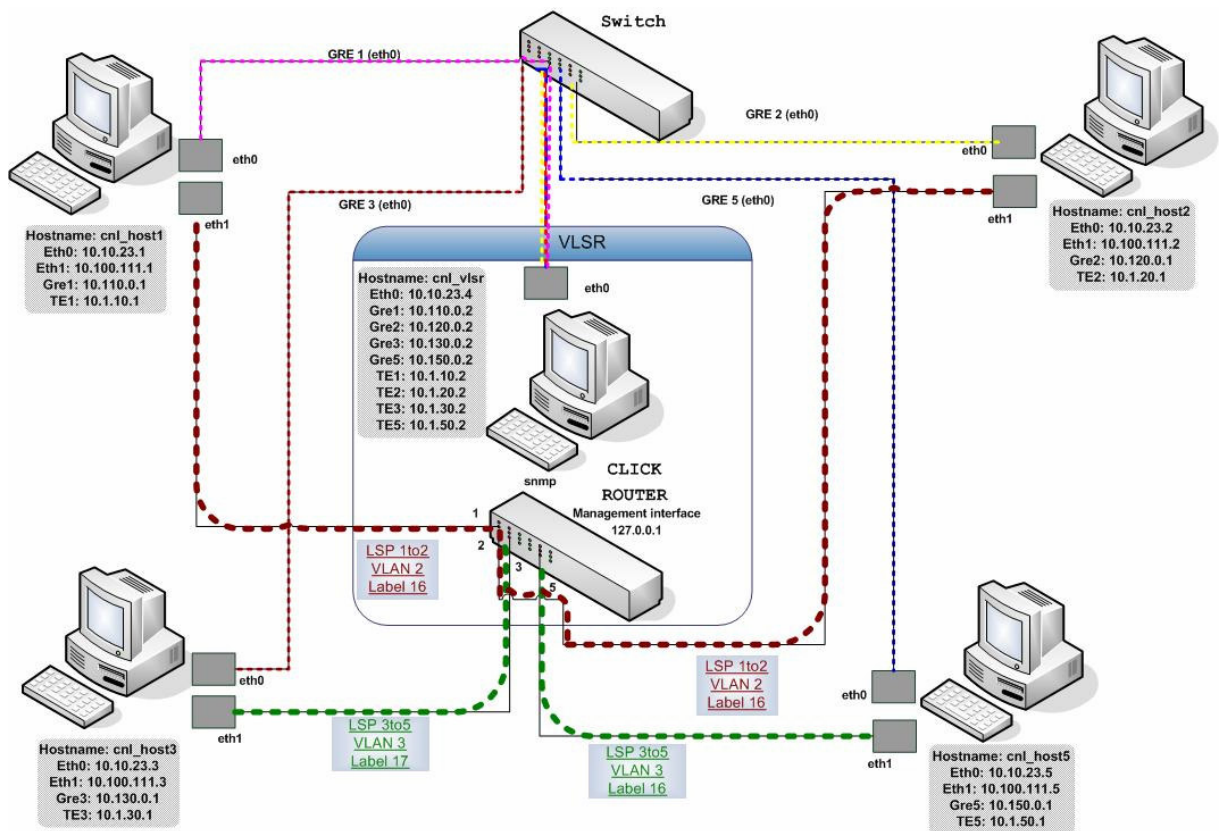 Switch
GRE 1 (eth0)
GRE 2 (eth0)
eth0
eth0
eth1
eth1
GRE 3 (eth0)
GRE 5 (eth0)
Hostname: cnl_host1
Eth0: 10.10.23.1
Eth1: 10.100.111.1
Gre1: 10.110.0.1
TE1: 10.1.10.1
Hostname: cnl_host2
Eth0: 10.10.23.2
Eth1: 10.100.111.2
Gre2: 10.120.0.1
TE2: 10.1.20.1
VLSR
Hostname: cnl_vlsr
Eth0: 10.10.23.4
Gre1: 10.110.0.2
Gre2: 10.120.0.2
Gre3: 10.130.0.2
Gre5: 10.150.0.2
TE1: 10.1.10.2
TE2: 10.1.20.2
TE3: 10.1.30.2
TE5: 10.1.50.2
eth0
snmp
CLICK
ROUTER
Management interface
127.0.0.1
1
2
3
5
LSP 1to2
VLAN 2
Label 16
LSP 1to2
VLAN 2
Label 16
eth0
eth1
LSP 3to5
VLAN 3
Label 17
LSP 3to5
VLAN 3
Label 16
eth0
eth1
Hostname: cnl_host3
Eth0: 10.10.23.3
Eth1: 10.100.111.3
Gre3: 10.130.0.1
TE3: 10.1.30.1
Hostname: cnl_host5
Eth0: 10.10.23.5
Eth1: 10.100.111.5
Gre5: 10.150.0.1
TE5: 10.1.50.1